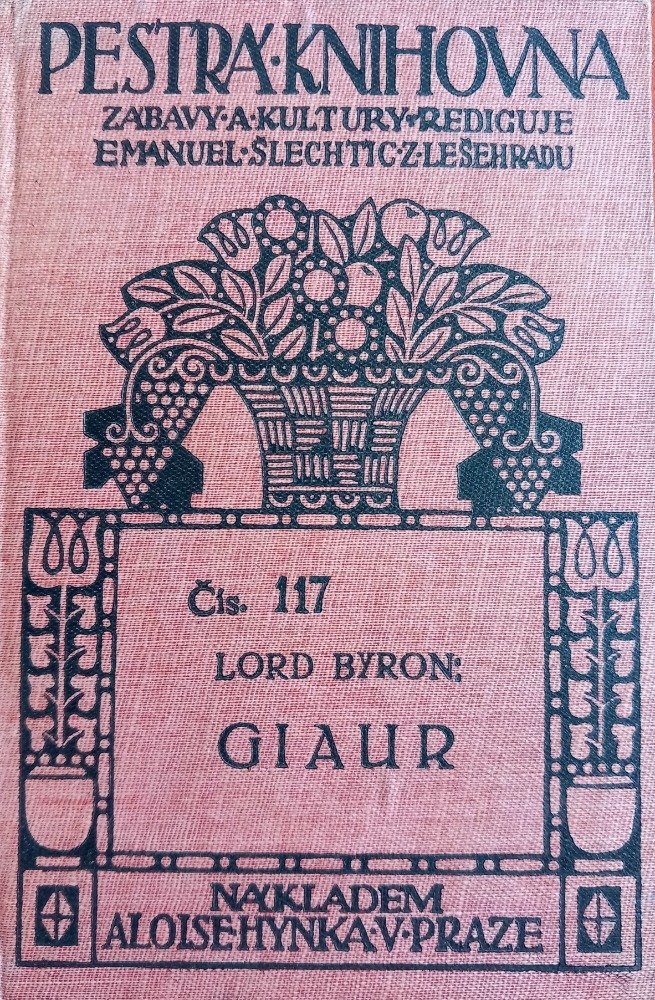 PESTRÁ·KNIHOVNA
ZÁBAVY·A·KULTURY·REDIGUJE
EMANUEL·ŠLECHTIC·Z·LEŠEHRADU
Čís. 117
LORD BYRON:
GIAUR
NÁKLADEM
ALOISE·HYNKA·V·PRAZE